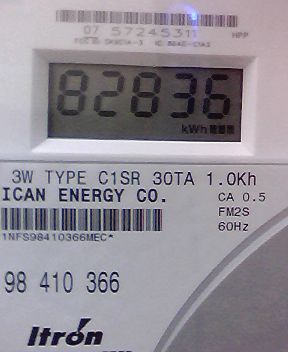 07 57245311 HPP
82836
kWh
3W TYPE C1SR 30TA 1.0Kh
ICAN ENERGY CO.
CA 0.5
FM2S
60Hz
1NFS98410366MEC*
98 410 366
Itron